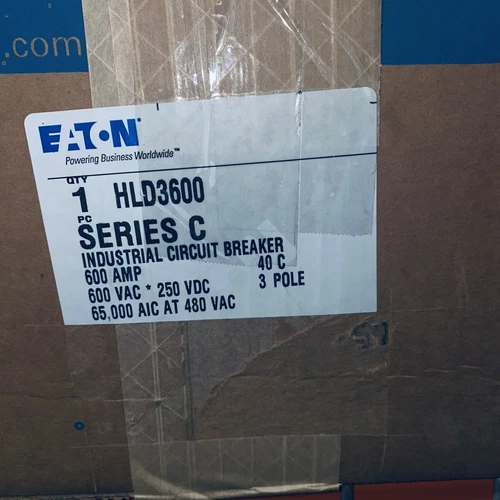 .com
EATON
Powering Business Worldwide™
QTY
1 HLD3600
PC
SERIES C
INDUSTRIAL CIRCUIT BREAKER
600 AMP 40 C
600 VAC * 250 VDC 3 POLE
65,000 AIC AT 480 VAC